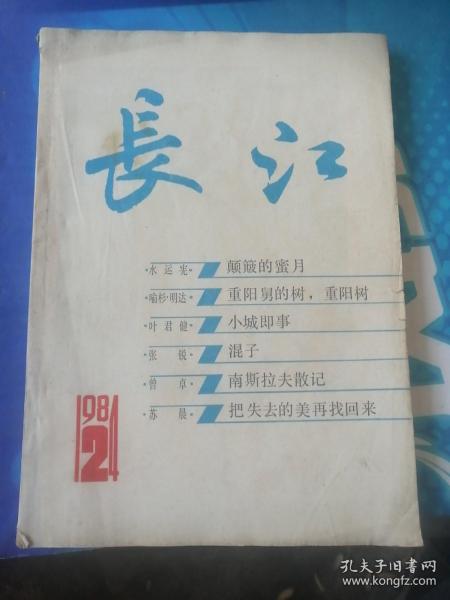 長江
·水运宪· 颠簸的蜜月
·喻杉·明达· 重阳舅的树，重阳树
·叶君健· 小城即事
·张锐· 混子
·曾卓· 南斯拉夫散记
·苏晨· 把失去的美再找回来
1984
2
孔夫子旧书网
www.kongfz.com